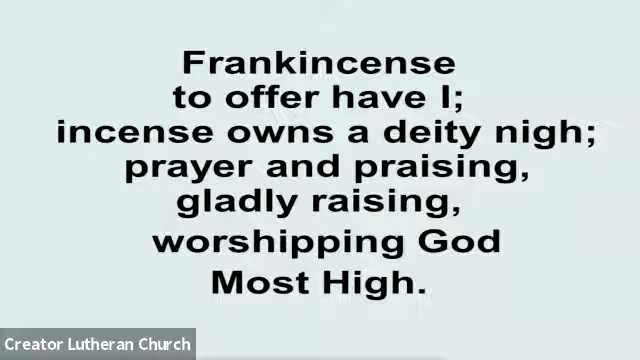 Frankincense
to offer have I;
incense owns a deity nigh;
prayer and praising,
gladly raising,
worshipping God
Most High.
Creator Lutheran Church